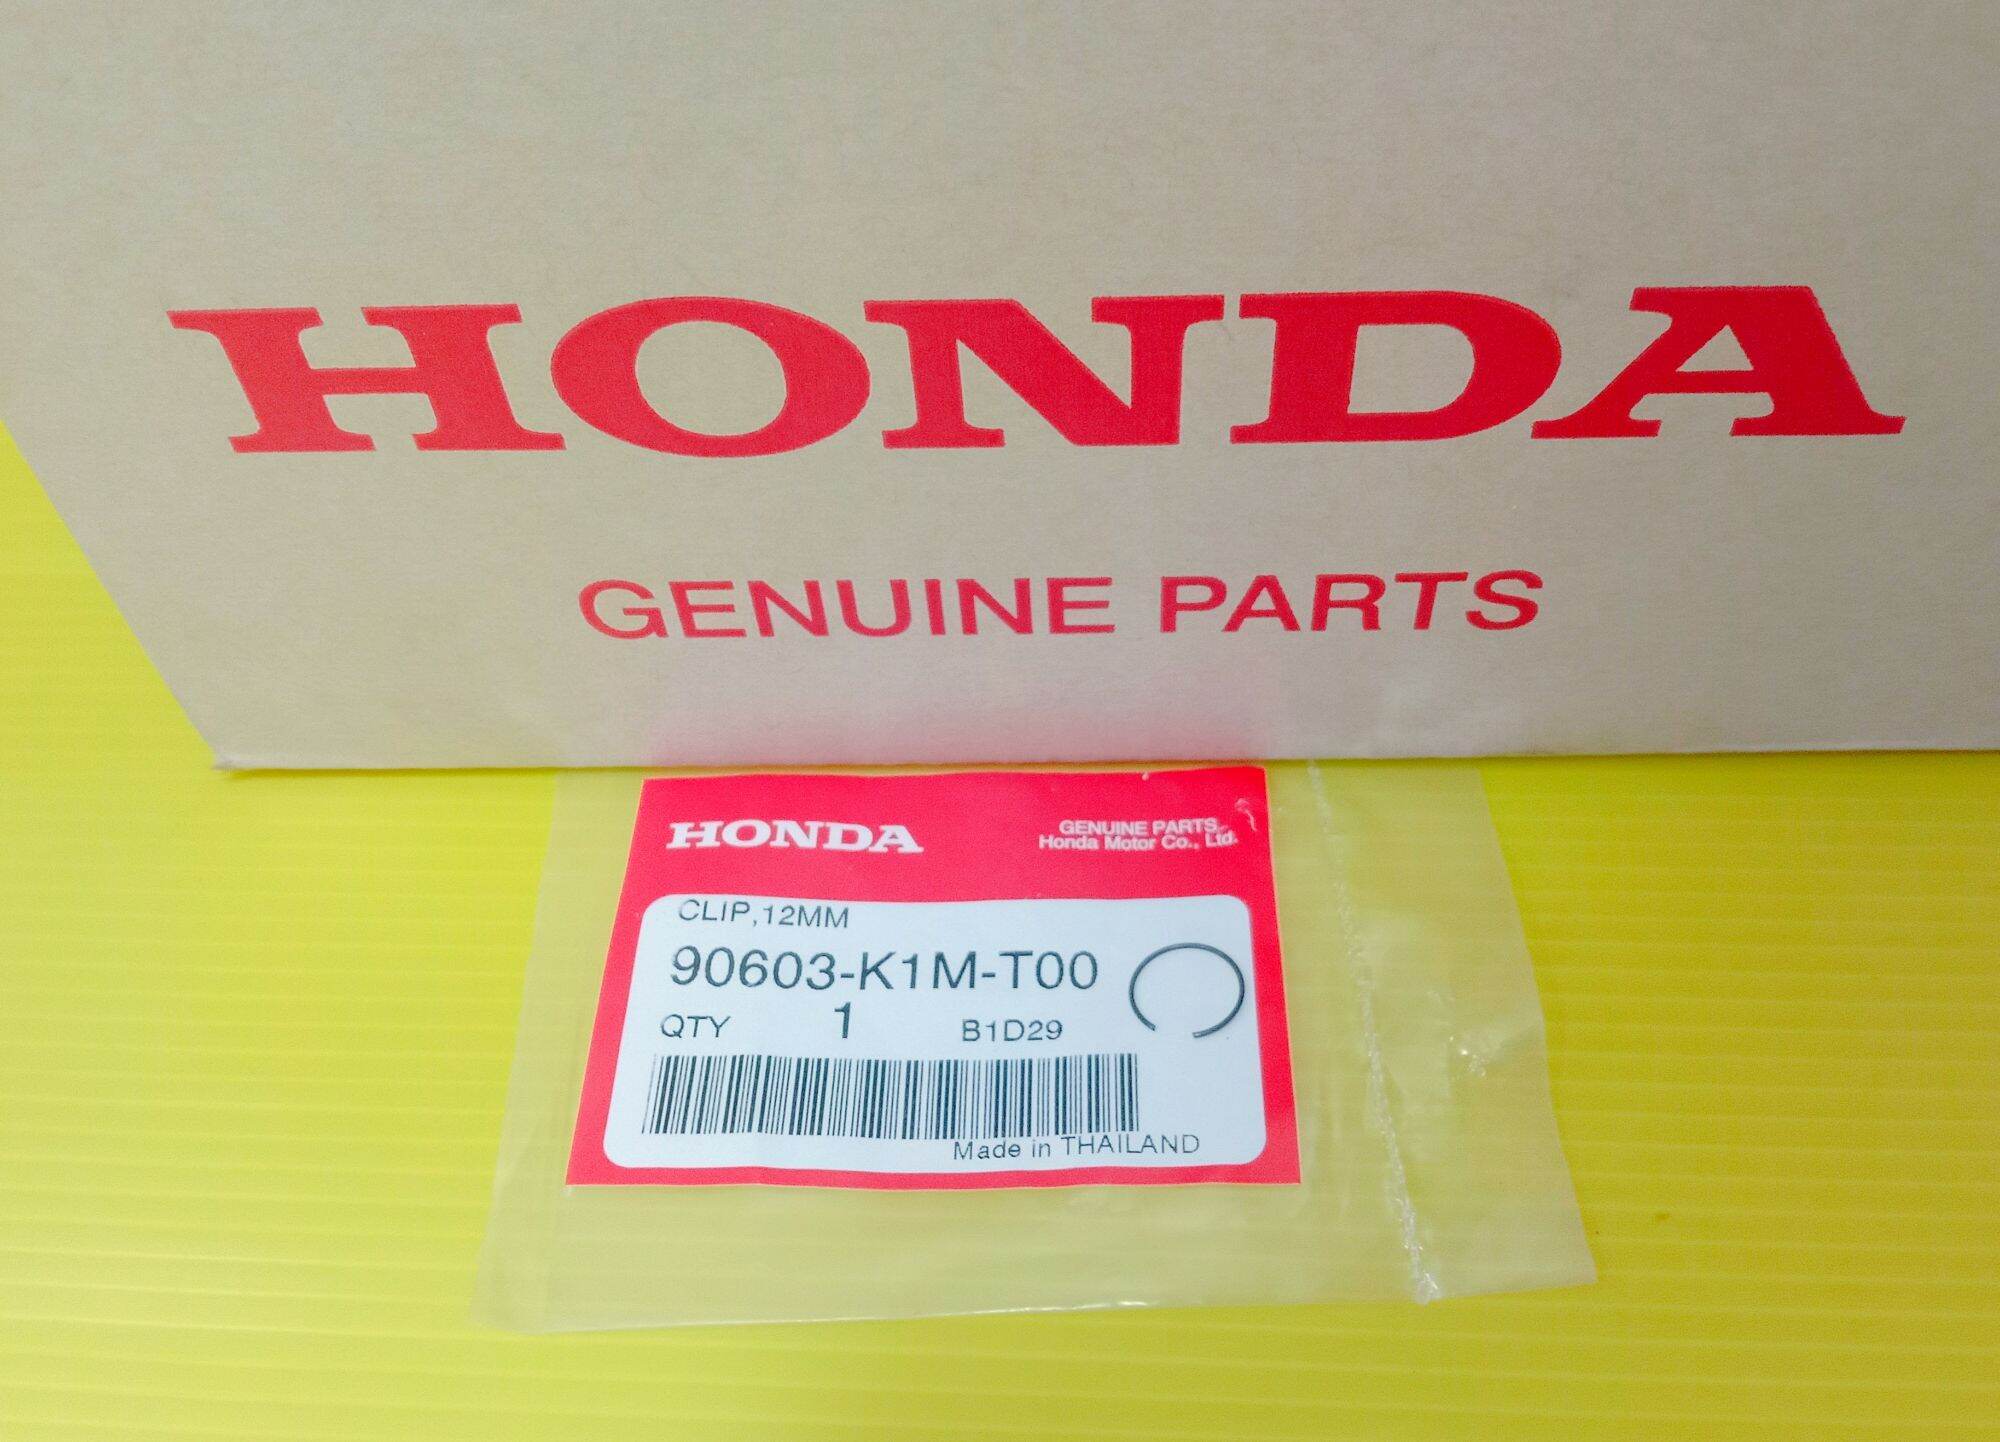 HONDA
GENUINE PARTS
HONDA
GENUINE PARTS
Honda Motor Co., Ltd.
CLIP,12MM
90603-K1M-T00
QTY 1 B1D29
Made in THAILAND